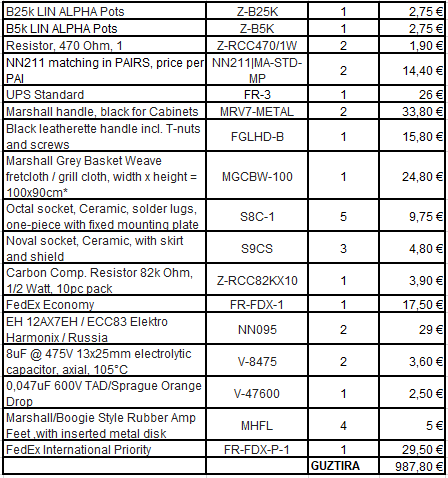 B25k LIN ALPHA Pots Z-B25K 1 2,75 €
B5k LIN ALPHA Pots Z-B5K 1 2,75 €
Resistor, 470 Ohm, 1 Z-RCC470/1W 2 1,90 €
NN211 matching in PAIRS, price per
PAI
NN211|MA-STD-
MP
2 14,40 €
UPS Standard FR-3 1 26 €
Marshall handle, black for Cabinets MRV7-METAL 2 33,80 €
Black leatherette handle incl. T-nuts
and screws
FGLHD-B 1 15,80 €
Marshall Grey Basket Weave
fretcloth / grill cloth, width x height =
100x90cm*
MGCBW-100 1 24,80 €
Octal socket, Ceramic, solder lugs,
one-piece with fixed mounting plate
S8C-1 5 9,75 €
Noval socket, Ceramic, with skirt
and shield
S9CS 3 4,80 €
Carbon Comp. Resistor 82k Ohm,
1/2 Watt, 10pc pack
Z-RCC82KX10 1 3,90 €
FedEx Economy FR-FDX-1 1 17,50 €
EH 12AX7EH / ECC83 Elektro
Harmonix / Russia
NN095 2 29 €
8uF @ 475V 13x25mm electrolytic
capacitor, axial, 105°C
V-8475 2 3,60 €
0,047uF 600V TAD/Sprague Orange
Drop
V-47600 1 2,50 €
Marshall/Boogie Style Rubber Amp
Feet ,with inserted metal disk
MHFL 4 5 €
FedEx International Priority FR-FDX-P-1 1 29,50 €
GUZTIRA 987,80 €